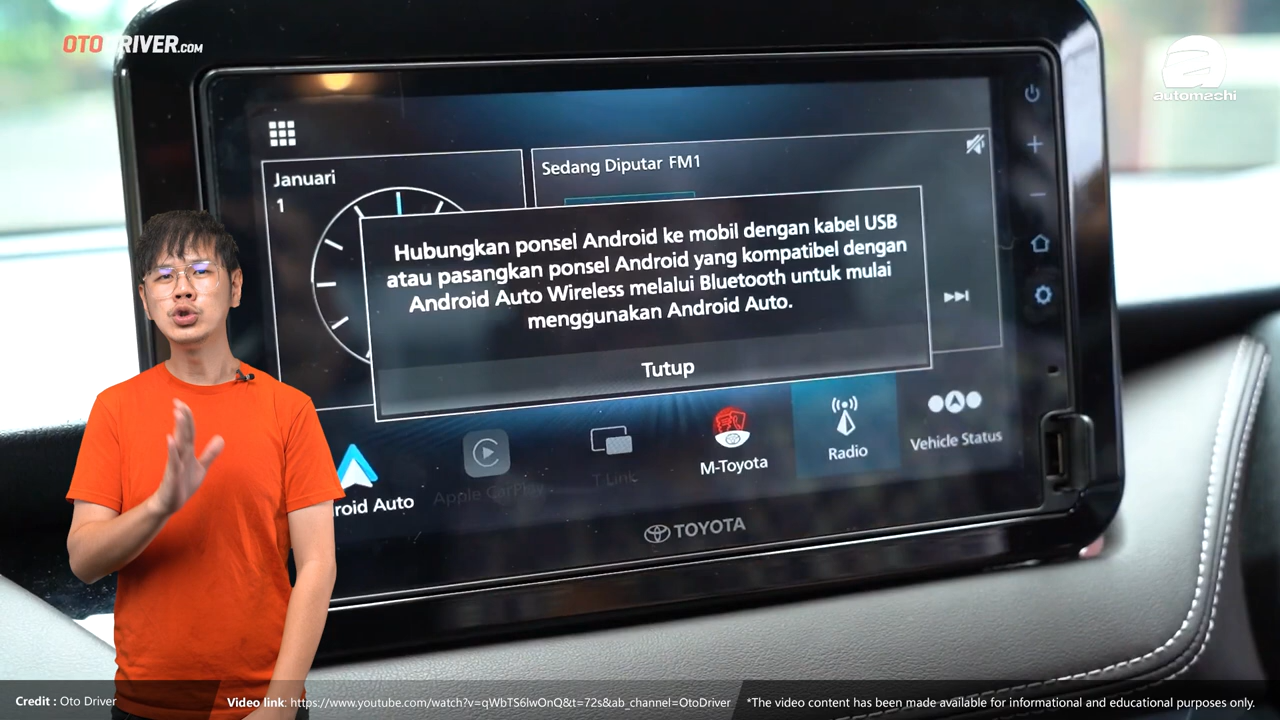 OTODRIVER.COM
automachi
Januari
1
Sedang Diputar FM1
Hubungkan ponsel Android ke mobil dengan kabel USB
atau pasangkan ponsel Android yang kompatibel dengan
Android Auto Wireless melalui Bluetooth untuk mulai
menggunakan Android Auto.
Tutup
roid Auto
Apple CarPlay
T-Link
M-Toyota
Radio
Vehicle Status
TOYOTA
Credit : Oto Driver
Video link: https://www.youtube.com/watch?v=qWbTS6lwOnQ&t=72s&ab_channel=OtoDriver
*The video content has been made available for informational and educational purposes only.